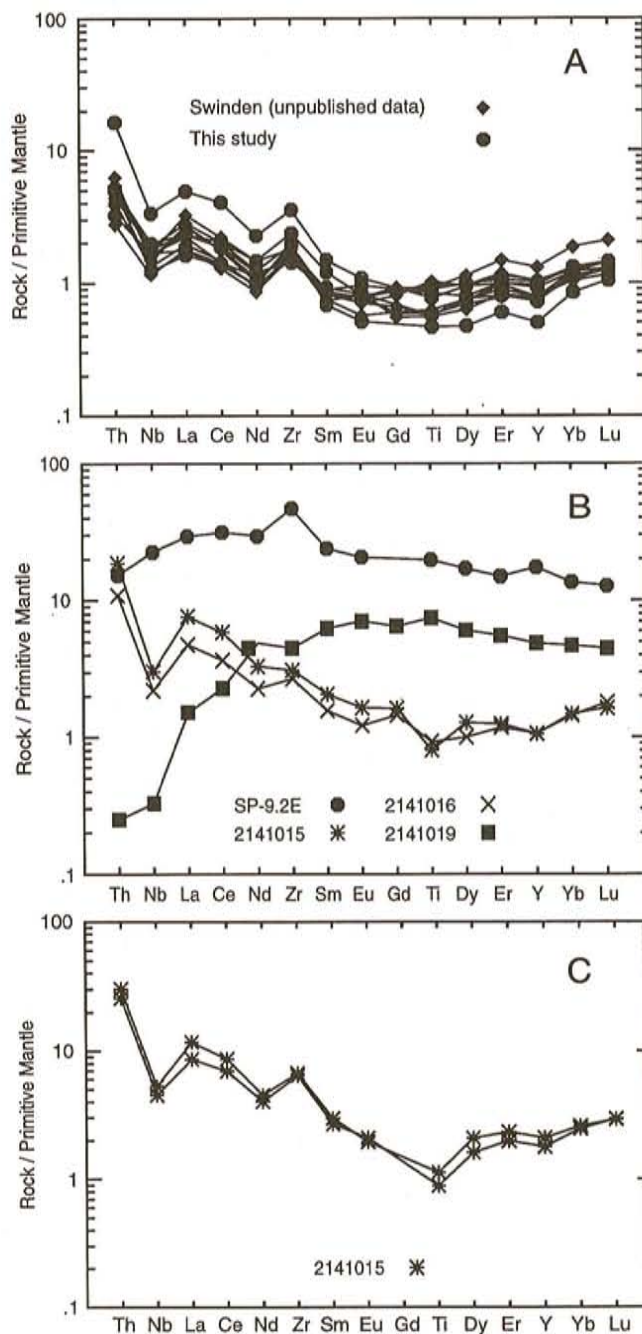 100
A
Swinden (unpublished data)
This study
10
1
.1
Rock / Primitive Mantle
Th Nb La Ce Nd Zr Sm Eu Gd Ti Dy Er Y Yb Lu
100
B
10
1
.1
Rock / Primitive Mantle
SP-9.2E 2141016
2141015 2141019
Th Nb La Ce Nd Zr Sm Eu Gd Ti Dy Er Y Yb Lu
100
C
10
1
.1
Rock / Primitive Mantle
2141015
Th Nb La Ce Nd Zr Sm Eu Gd Ti Dy Er Y Yb Lu